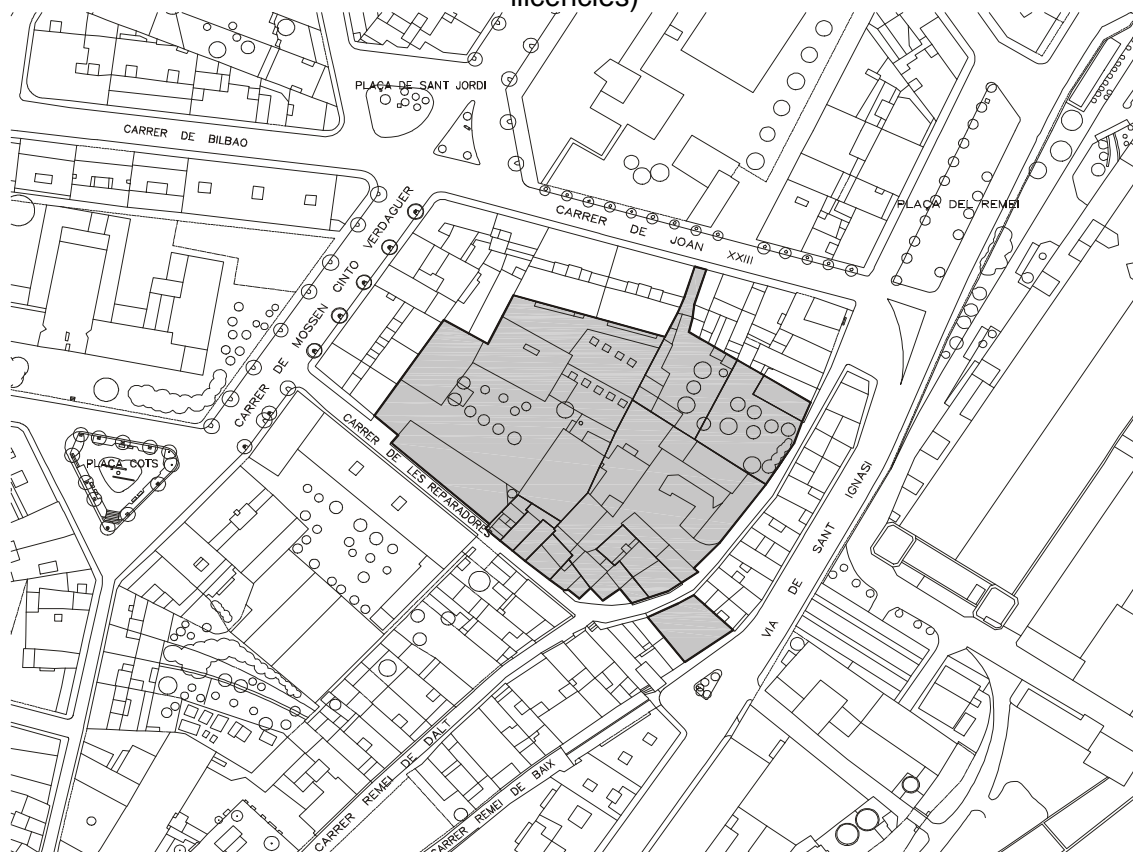 llicències)
PLAÇA DE SANT JORDI
CARRER DE BILBAO
PLAÇA DEL REMEI
CARRER DE JOAN XXIII
CARRER DE MOSSEN CINTO VERDAGUER
CARRER DE LES REPARADORES
PLAÇA COTS
VIA DE SANT IGNASI
CARRER REMEI DE DALT
CARRER REMEI DE BAIX